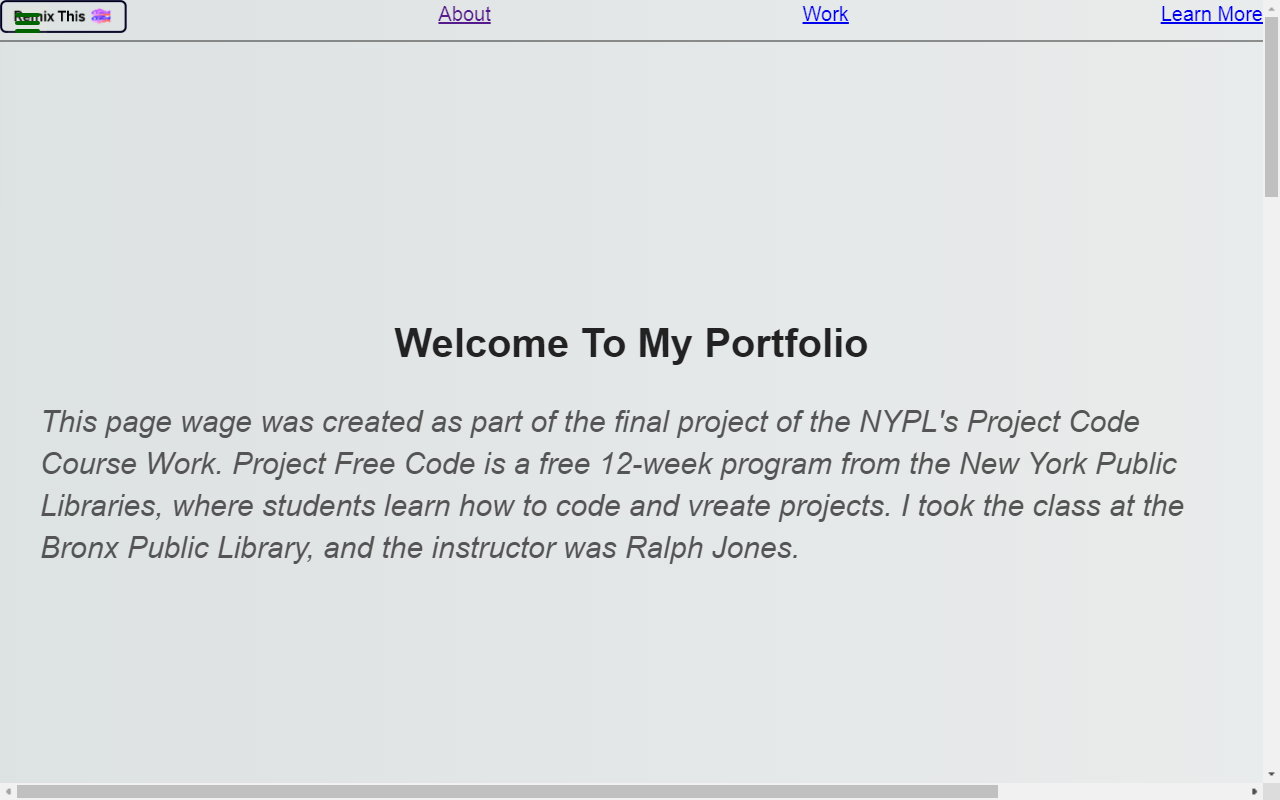 Remix This
About
Work
Learn More
Welcome To My Portfolio
This page wage was created as part of the final project of the NYPL's Project Code
Course Work. Project Free Code is a free 12-week program from the New York Public
Libraries, where students learn how to code and vreate projects. I took the class at the
Bronx Public Library, and the instructor was Ralph Jones.